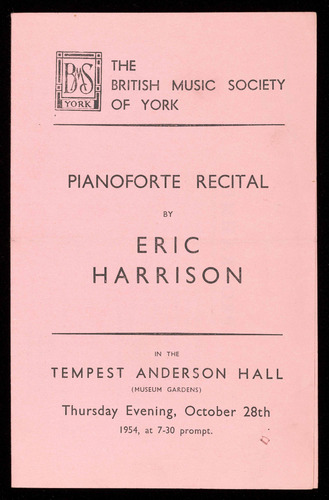 BMS
YORK
THE
BRITISH MUSIC SOCIETY
OF YORK
PIANOFORTE RECITAL
BY
ERIC
HARRISON
IN THE
TEMPEST ANDERSON HALL
(MUSEUM GARDENS)
Thursday Evening, October 28th
1954, at 7-30 prompt.